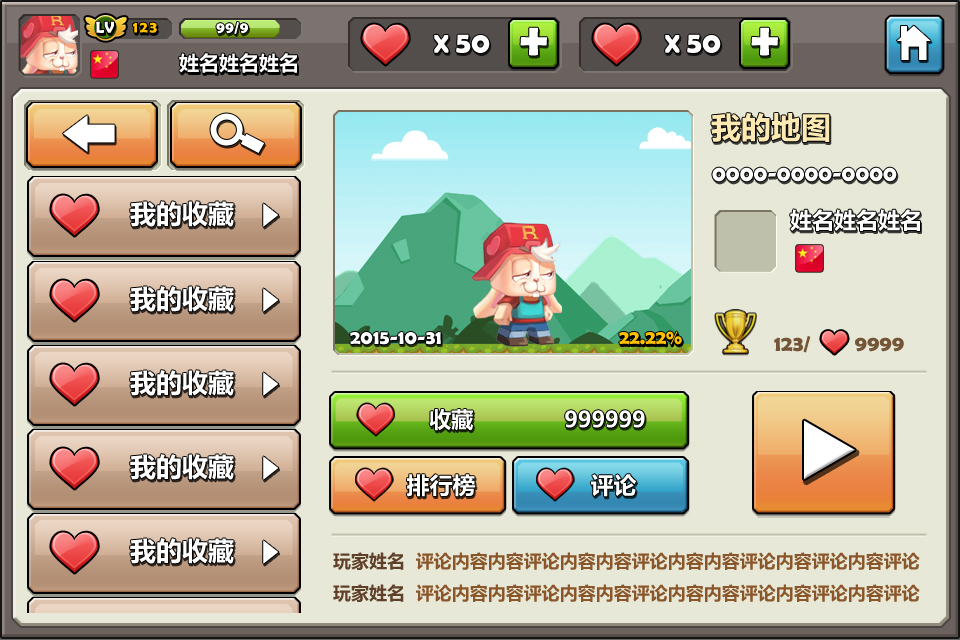 LV 123
99/9
姓名姓名姓名
X 50
X 50
我的收藏
我的收藏
我的收藏
我的收藏
我的收藏
R
2015-10-31
22.22%
我的地图
0000-0000-0000
姓名姓名姓名
123/ 9999
收藏 999999
排行榜
评论
玩家姓名 评论内容内容评论内容内容评论内容内容评论内容评论内容评论
玩家姓名 评论内容内容评论内容内容评论内容内容评论内容评论内容评论